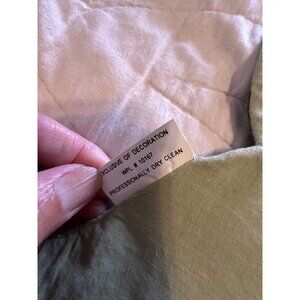 EXCLUSIVE OF DECORATION
WPL # 10167
PROFESSIONALLY DRY CLEAN